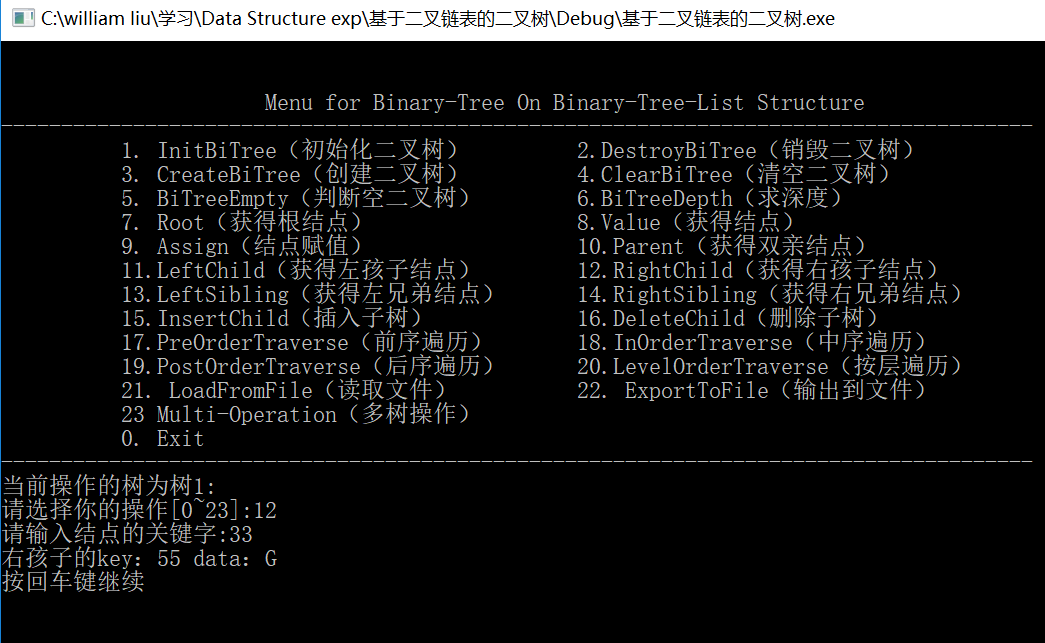 C:\william liu\学习\Data Structure exp\基于二叉链表的二叉树\Debug\基于二叉链表的二叉树.exe
Menu for Binary-Tree On Binary-Tree-List Structure
1. InitBiTree（初始化二叉树） 2.DestroyBiTree（销毁二叉树）
3. CreateBiTree（创建二叉树） 4.ClearBiTree（清空二叉树）
5. BiTreeEmpty（判断空二叉树） 6.BiTreeDepth（求深度）
7. Root（获得根结点） 8.Value（获得结点）
9. Assign（结点赋值） 10.Parent（获得双亲结点）
11.LeftChild（获得左孩子结点） 12.RightChild（获得右孩子结点）
13.LeftSibling（获得左兄弟结点） 14.RightSibling（获得右兄弟结点）
15.InsertChild（插入子树） 16.DeleteChild（删除子树）
17.PreOrderTraverse（前序遍历） 18.InOrderTraverse（中序遍历）
19.PostOrderTraverse（后序遍历） 20.LevelOrderTraverse（按层遍历）
21. LoadFromFile（读取文件） 22. ExportToFile（输出到文件）
23 Multi-Operation（多树操作）
0. Exit
当前操作的树为树1:
请选择你的操作[0~23]:12
请输入结点的关键字:33
右孩子的key：55 data：G
按回车键继续